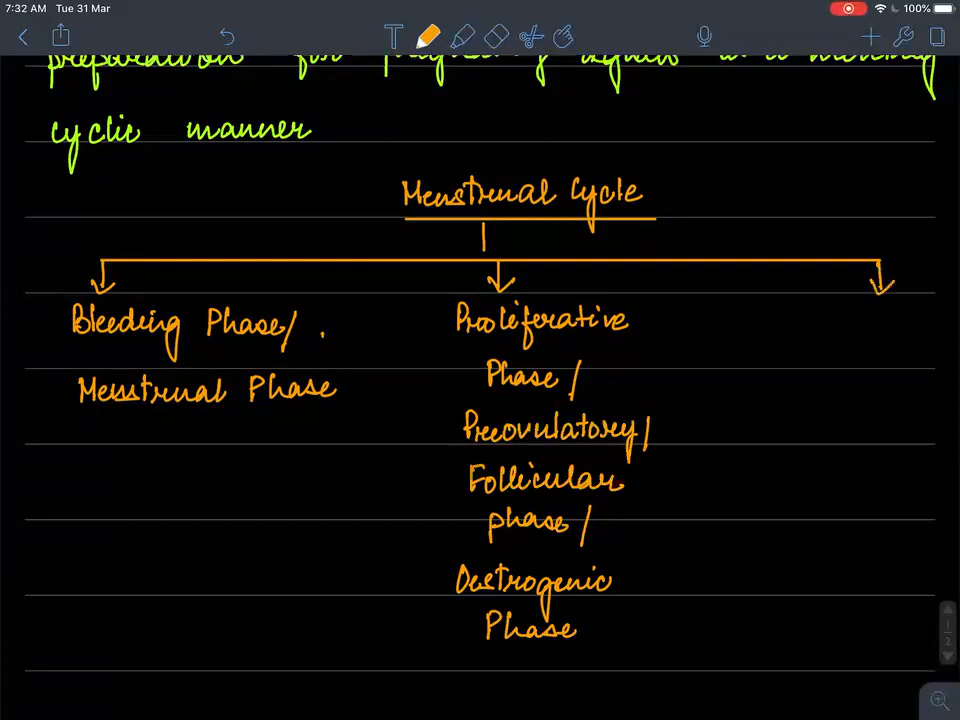 7:32 AM Tue 31 Mar 100%
cyclic manner
Menstrual Cycle
Bleeding Phase/ Proliferative
Menstrual Phase Phase /
Preovulatory/
Follicular
phase /
Oestrogenic
Phase